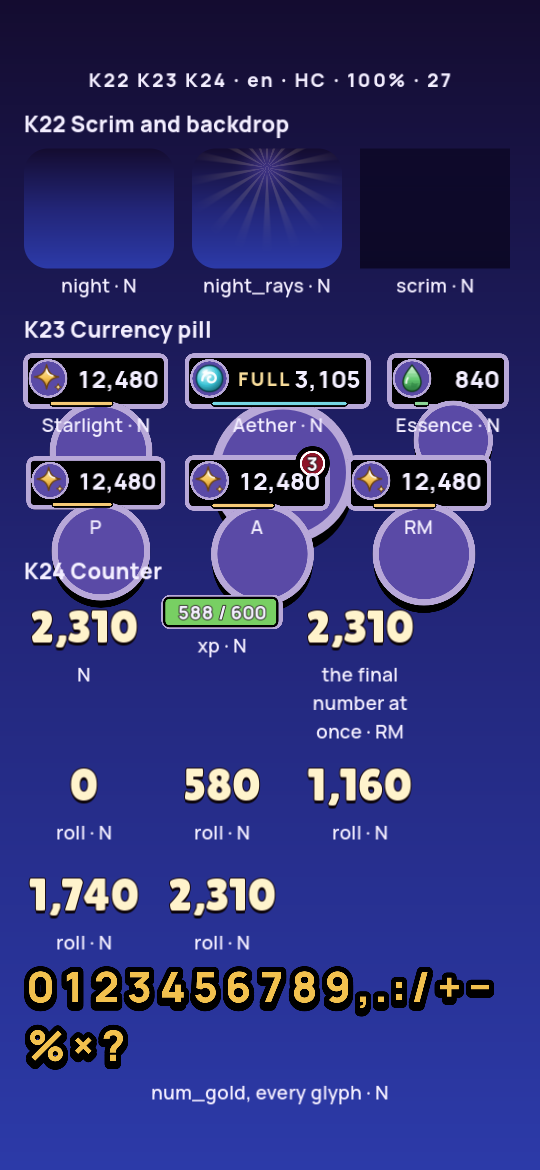 K22 K23 K24 · en · HC · 100% · 27
K22 Scrim and backdrop
night · N
night_rays · N
scrim · N
K23 Currency pill
12,480
FULL 3,105
840
Starlight · N
Aether · N
Essence · N
12,480
12,480
3
12,480
P
A
RM
K24 Counter
2,310
588 / 600
2,310
N
xp · N
the final
number at
once · RM
0
580
1,160
roll · N
roll · N
roll · N
1,740
2,310
roll · N
roll · N
0123456789,.:/+−
%×?
num_gold, every glyph · N